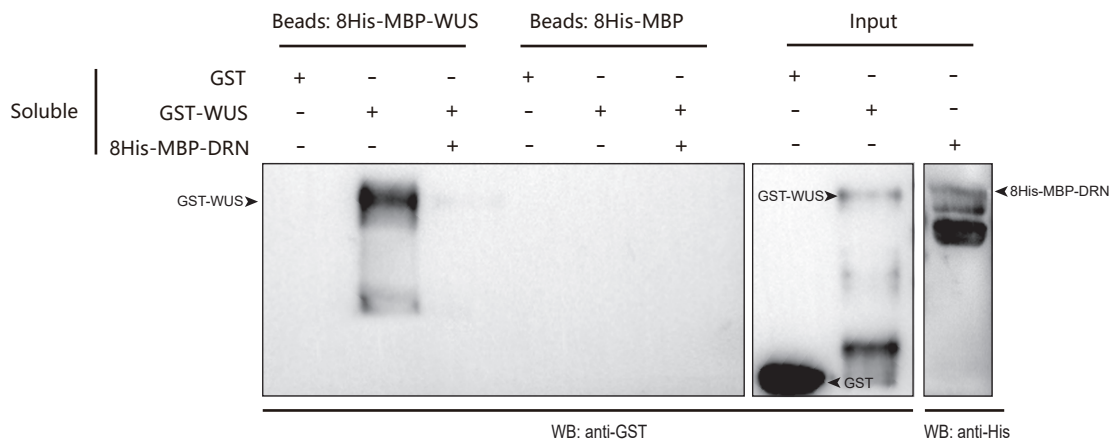 Beads: 8His-MBP-WUS Beads: 8His-MBP Input
GST + – – + – – + – –
Soluble GST-WUS – + + – + + – + –
8His-MBP-DRN – – + – – + – – +
GST-WUS GST-WUS 8His-MBP-DRN
GST
WB: anti-GST WB: anti-His